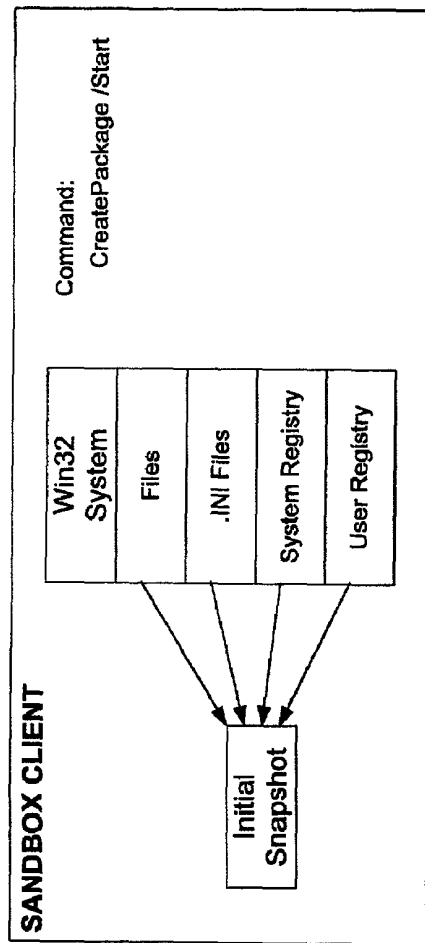 SANDBOX CLIENT
Initial
Snapshot
Win32
System
Files
.INI Files
System Registry
User Registry
Command:
CreatePackage /Start